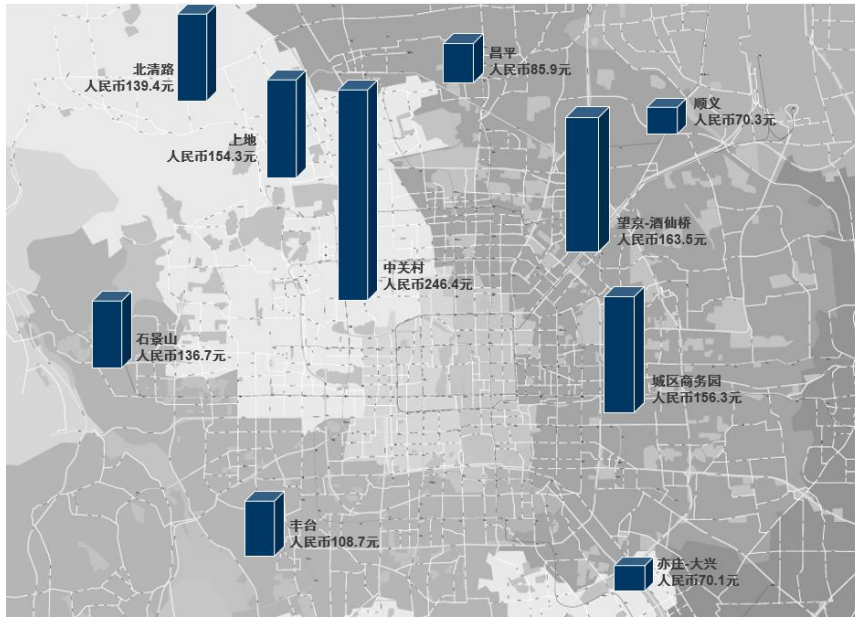 北清路
人民币139.4元
昌平
人民币85.9元
顺义
人民币70.3元
上地
人民币154.3元
望京-酒仙桥
人民币163.5元
中关村
人民币246.4元
石景山
人民币136.7元
城区商务园
人民币156.3元
丰台
人民币108.7元
亦庄-大兴
人民币70.1元